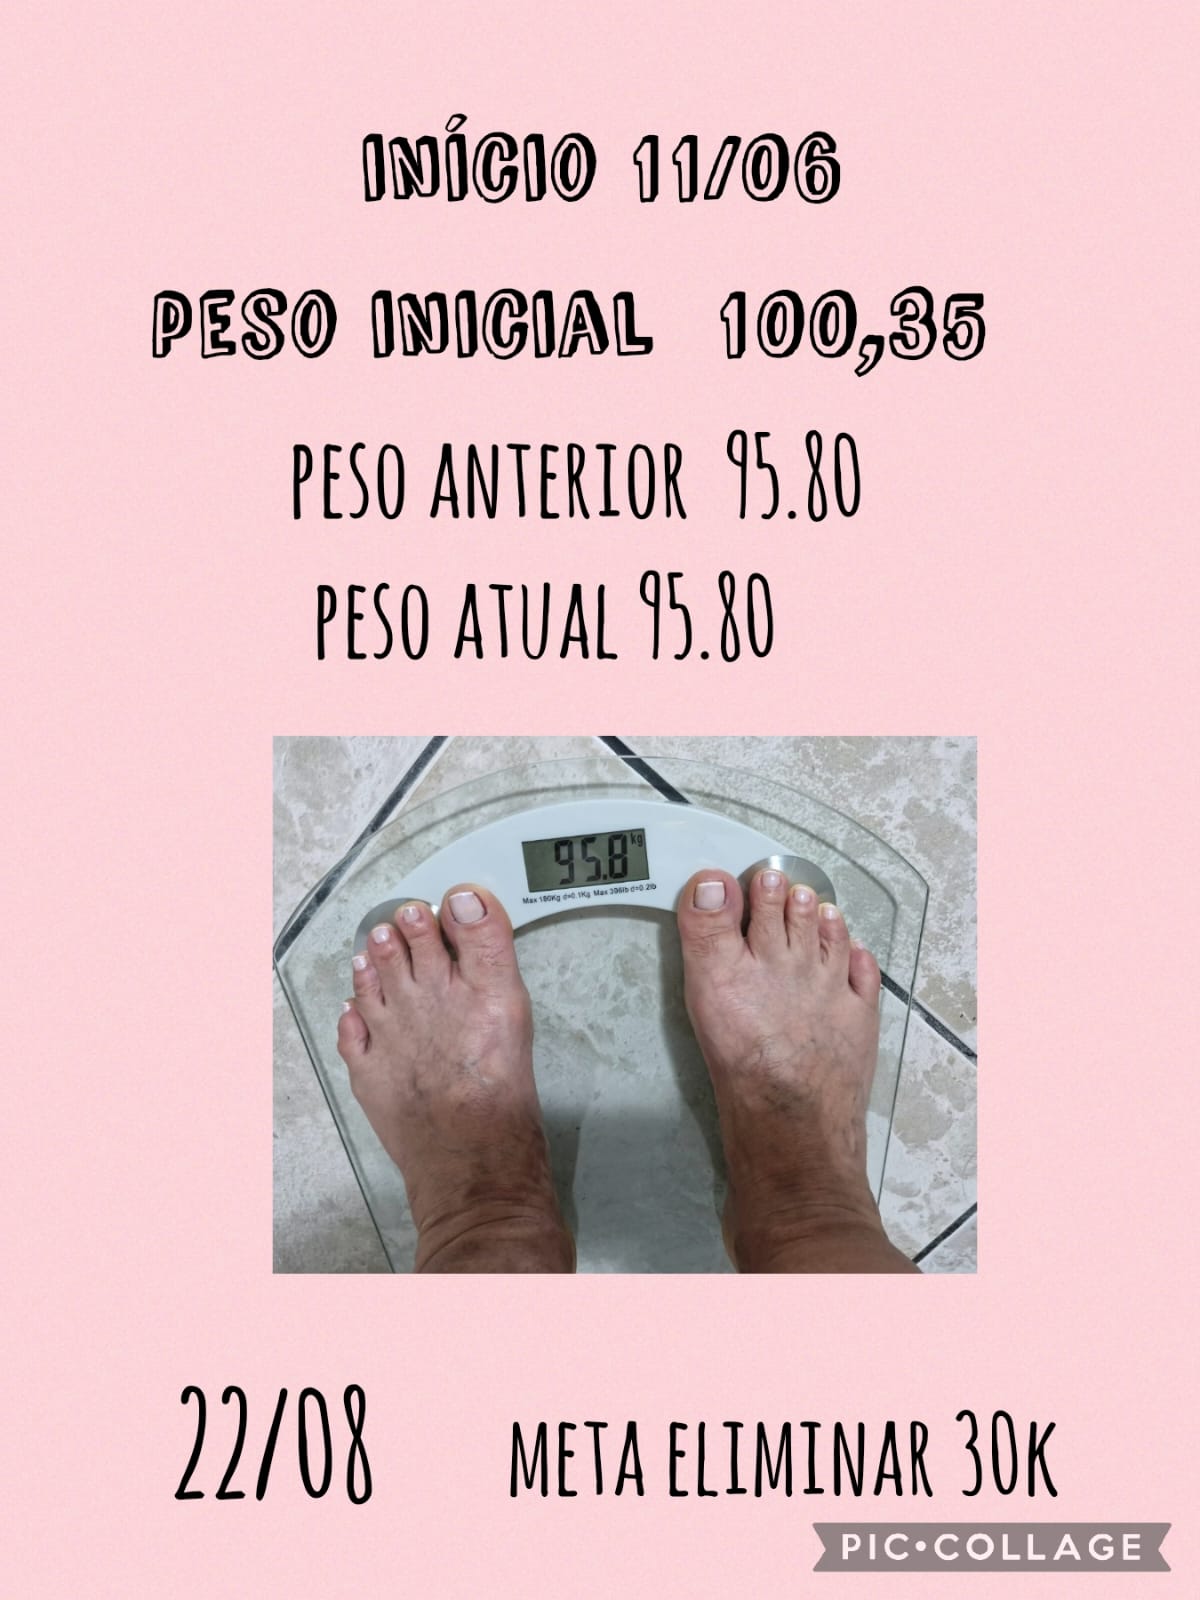 INÍCIO 11/06
PESO INICIAL 100,35
PESO ANTERIOR 95.80
PESO ATUAL 95.80
95.8 kg
Max 180Kg d=0.1Kg Max 396lb d=0.2lb
22/08 META ELIMINAR 30K
PIC•COLLAGE